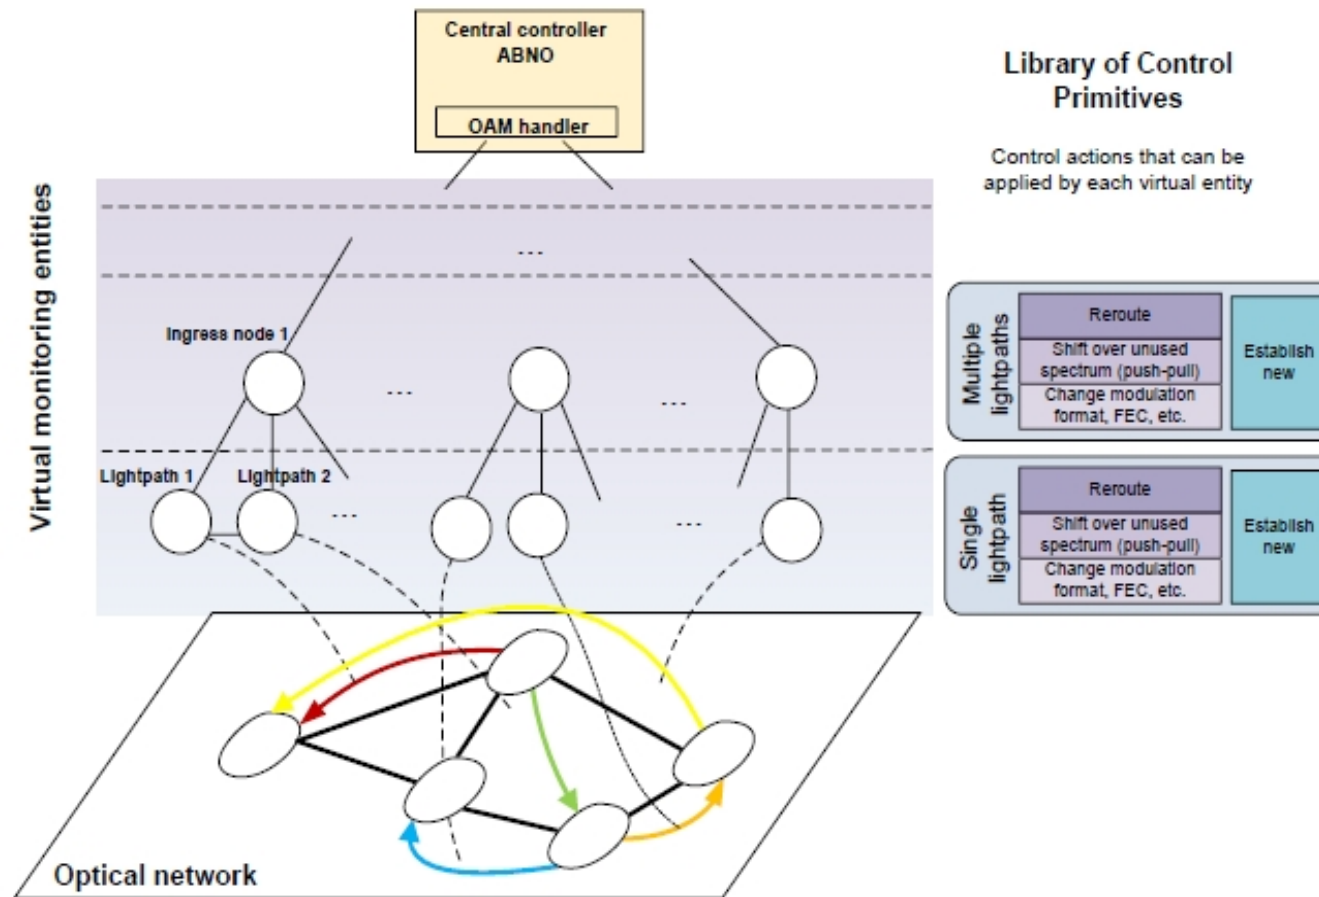 Central controller
ABNO
OAM handler
Library of Control
Primitives
Control actions that can be
applied by each virtual entity
Virtual monitoring entities
...
Ingress node 1
...
...
Lightpath 1
Lightpath 2
...
...
Multiple
lightpaths
Reroute
Shift over unused
spectrum (push-pull)
Change modulation
format, FEC, etc.
Establish
new
Single
lightpath
Reroute
Shift over unused
spectrum (push-pull)
Change modulation
format, FEC, etc.
Establish
new
Optical network